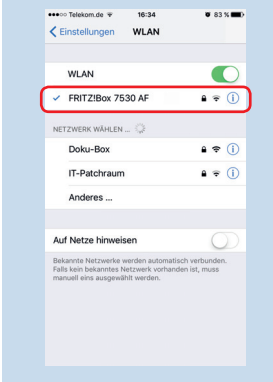 Telekom.de 16:34 83 %
Einstellungen WLAN
WLAN
FRITZ!Box 7530 AF
NETZWERK WÄHLEN ...
Doku-Box
IT-Patchraum
Anderes ...
Auf Netze hinweisen
Bekannte Netzwerke werden automatisch verbunden.
Falls kein bekanntes Netzwerk vorhanden ist, muss
manuell eins ausgewählt werden.